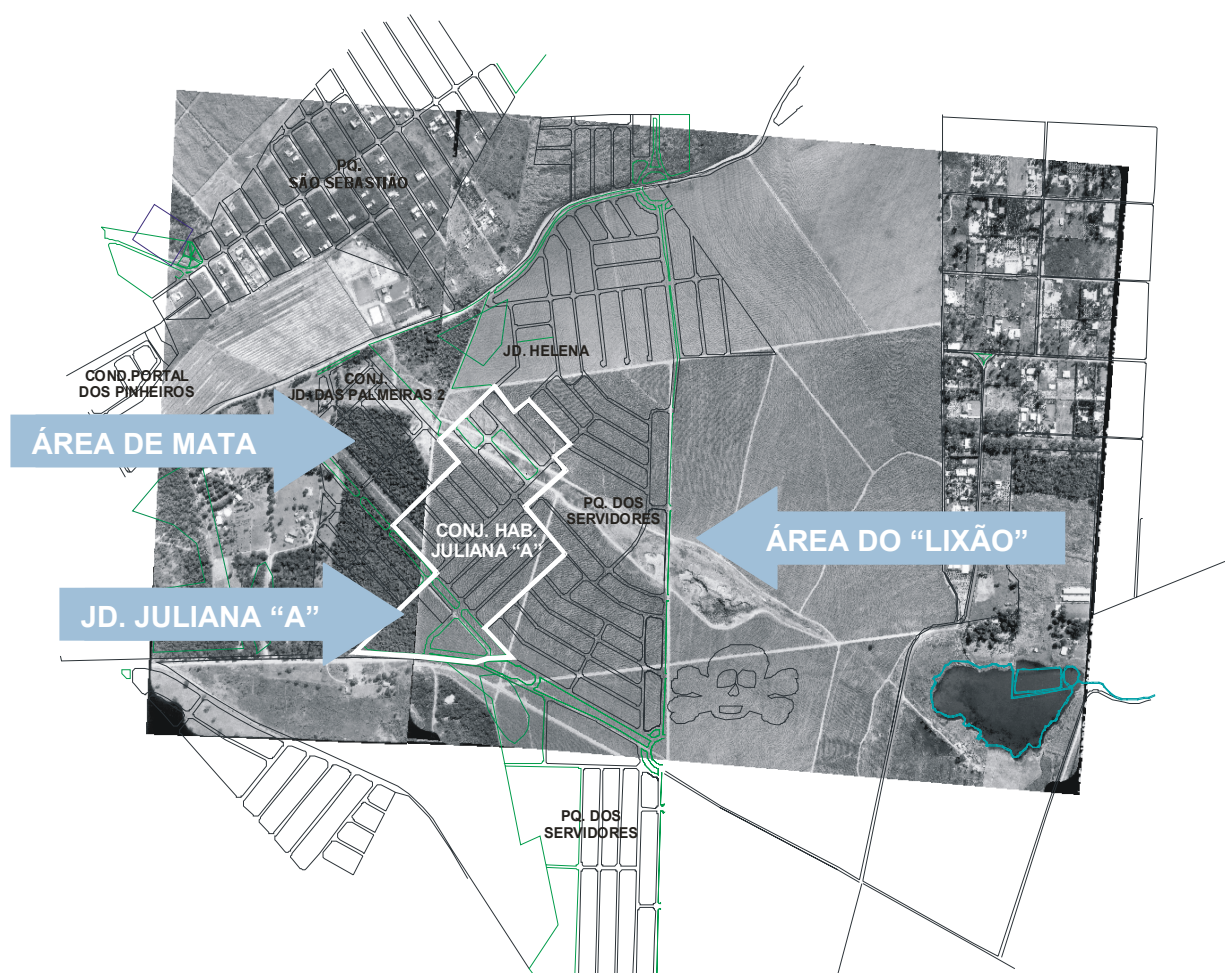 PQ.
SÃO SEBASTIÃO
JD. HELENA
COND.PORTAL
DOS PINHEIROS
CONJ.
JD. DAS PALMEIRAS 2
ÁREA DE MATA
PQ. DOS
SERVIDORES
CONJ. HAB.
JULIANA “A”
ÁREA DO “LIXÃO”
JD. JULIANA “A”
PQ. DOS
SERVIDORES